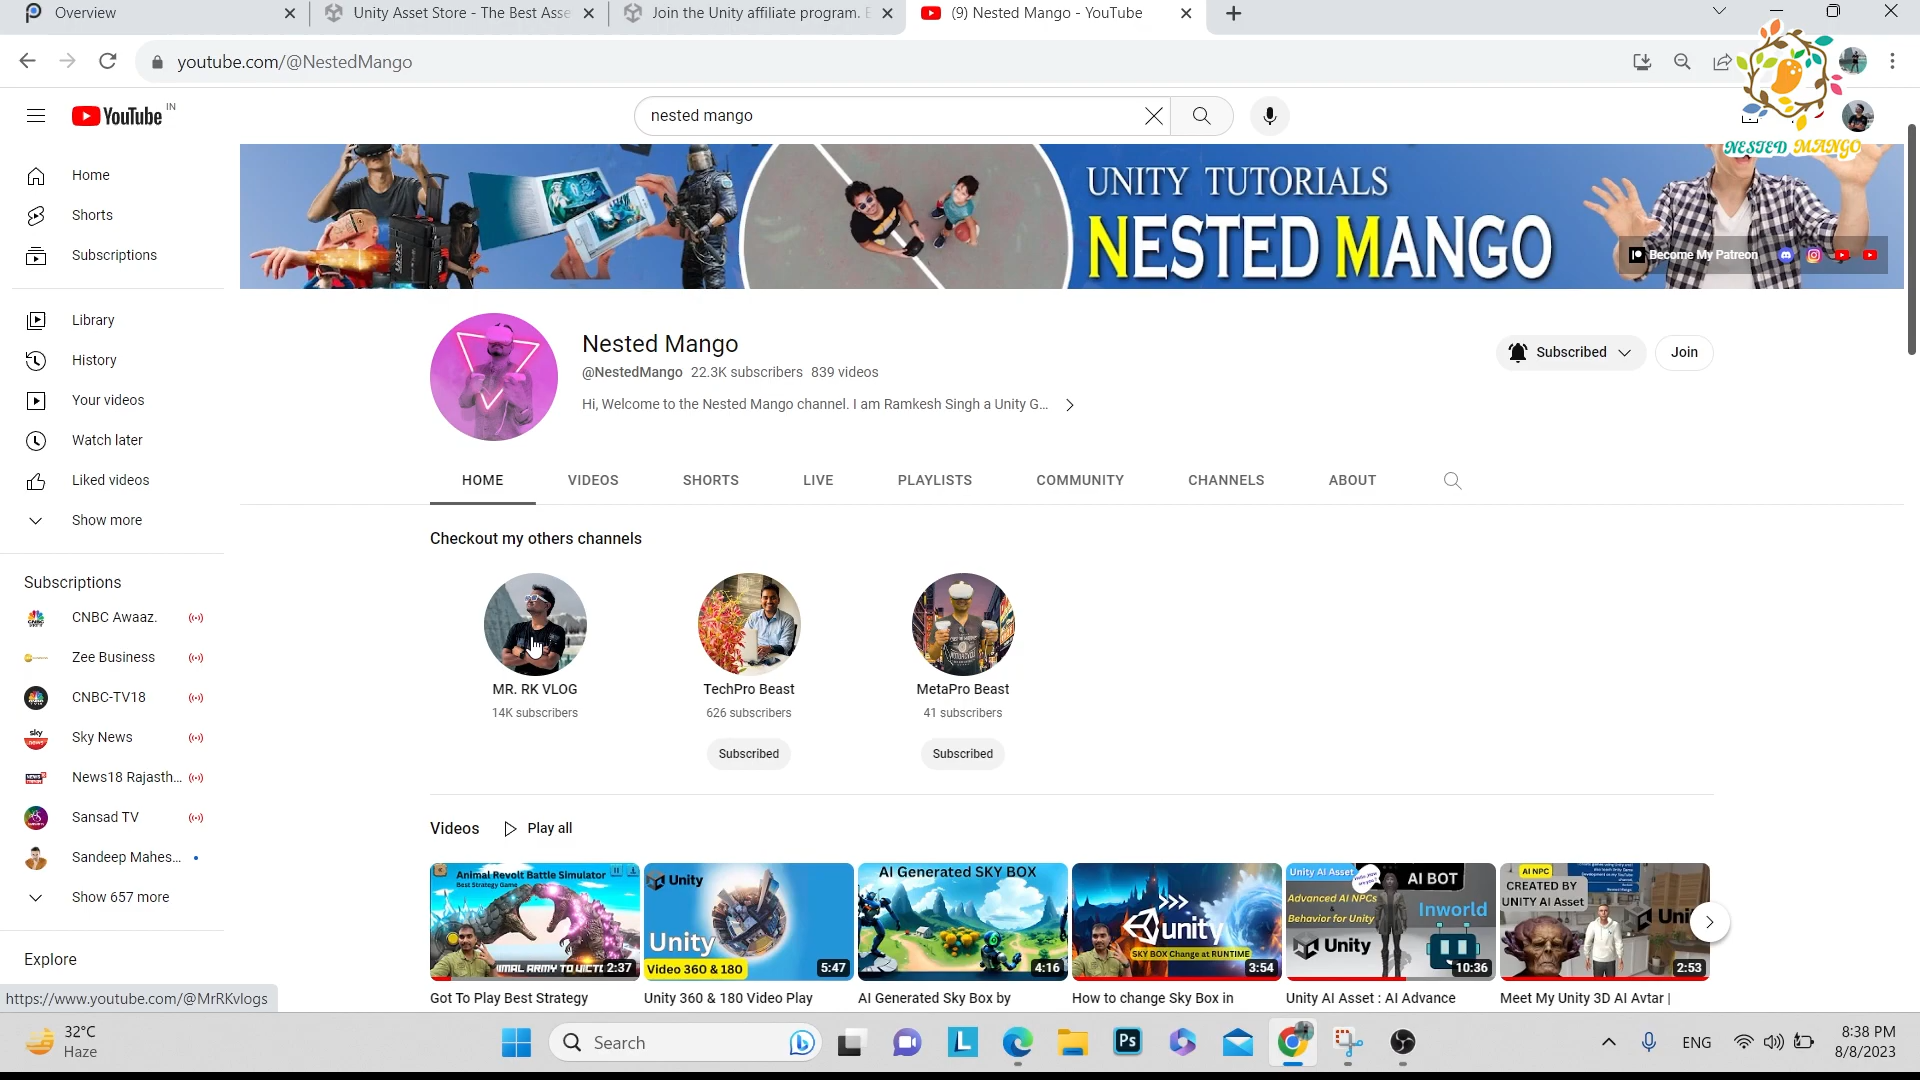 Overview
Unity Asset Store - The Best Asse
Join the Unity affiliate program. E
(9) Nested Mango - YouTube
youtube.com/@NestedMango
YouTube IN
nested mango
NESTED MANGO
Home
Shorts
Subscriptions
Library
History
Your videos
Watch later
Liked videos
Show more
Subscriptions
CNBC Awaaz.
Zee Business
CNBC-TV18
Sky News
News18 Rajasth...
Sansad TV
Sandeep Mahes...
Show 657 more
Explore
UNITY TUTORIALS
NESTED MANGO
Become My Patreon
Nested Mango
@NestedMango 22.3K subscribers 839 videos
Hi, Welcome to the Nested Mango channel. I am Ramkesh Singh a Unity G...
Subscribed
Join
HOME VIDEOS SHORTS LIVE PLAYLISTS COMMUNITY CHANNELS ABOUT
Checkout my others channels
MR. RK VLOG
14K subscribers
TechPro Beast
626 subscribers
Subscribed
MetaPro Beast
41 subscribers
Subscribed
Videos Play all
Animal Revolt Battle Simulator
Best Strategy Game
2:37
Got To Play Best Strategy
Unity
Unity
Video 360 & 180
5:47
Unity 360 & 180 Video Play
AI Generated SKY BOX
4:16
AI Generated Sky Box by
unity
SKY BOX Change at RUNTIME
3:54
How to change Sky Box in
Unity AI Asset
AI BOT
Advanced AI NPCs
Behavior for Unity
Inworld
Unity
10:36
Unity AI Asset : AI Advance
AI NPC
CREATED BY
UNITY AI Asset
2:53
Meet My Unity 3D AI Avtar |
https://www.youtube.com/@MrRKvlogs
32°C
Haze
Search
L
Ps
ENG
8:38 PM
8/8/2023